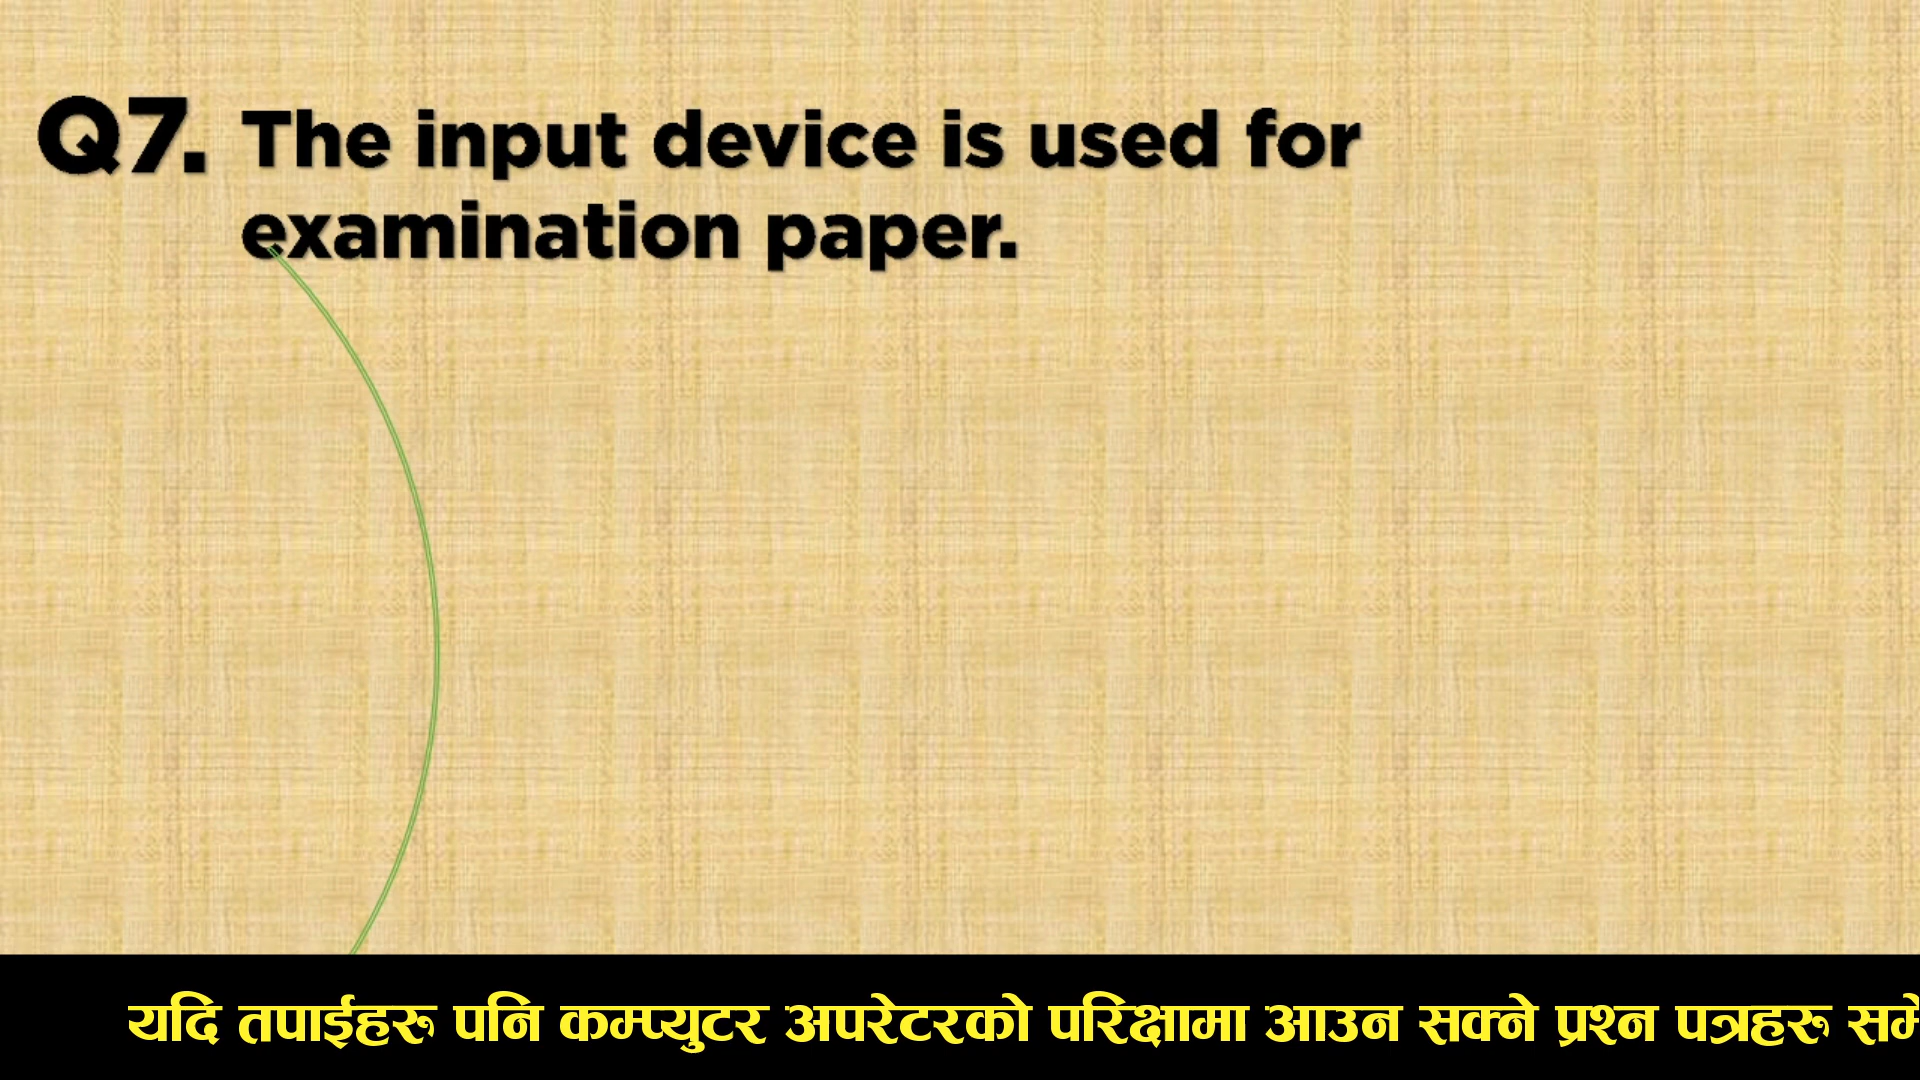 Q7. The input device is used for
examination paper.
यदि तपाईहरू पनि कम्प्युटर अपरेटरको परिक्षामा आउन सक्ने प्रश्न पत्रहरू